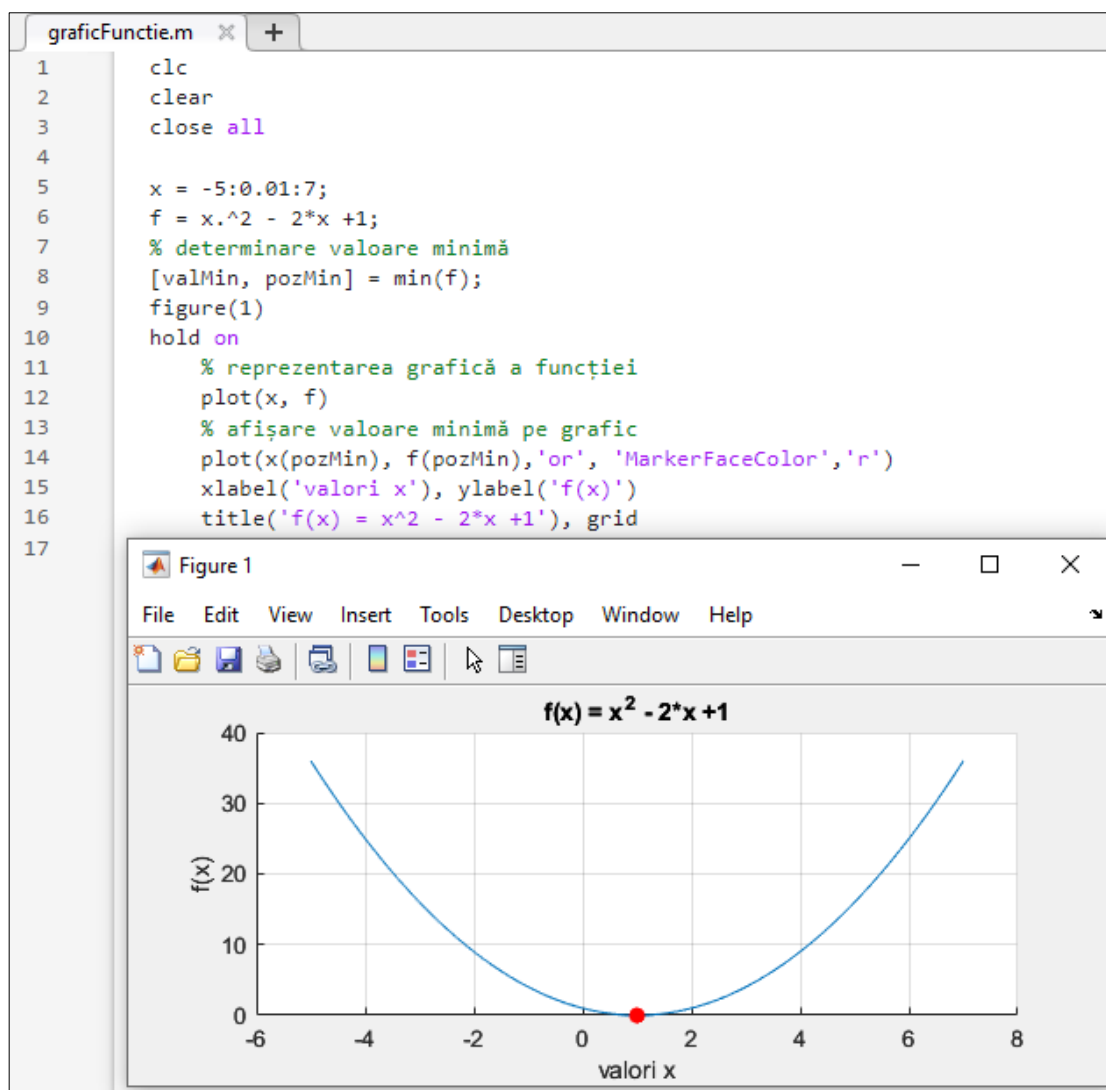 graficFunctie.m
1 clc
2 clear
3 close all
4
5 x = -5:0.01:7;
6 f = x.^2 - 2*x +1;
7 % determinare valoare minimă
8 [valMin, pozMin] = min(f);
9 figure(1)
10 hold on
11 % reprezentarea grafică a funcției
12 plot(x, f)
13 % afișare valoare minimă pe grafic
14 plot(x(pozMin), f(pozMin),'or', 'MarkerFaceColor','r')
15 xlabel('valori x'), ylabel('f(x)')
16 title('f(x) = x^2 - 2*x +1'), grid
17
Figure 1
File Edit View Insert Tools Desktop Window Help
f(x) = x² - 2*x +1
40
30
20
10
0
f(x)
-6 -4 -2 0 2 4 6 8
valori x